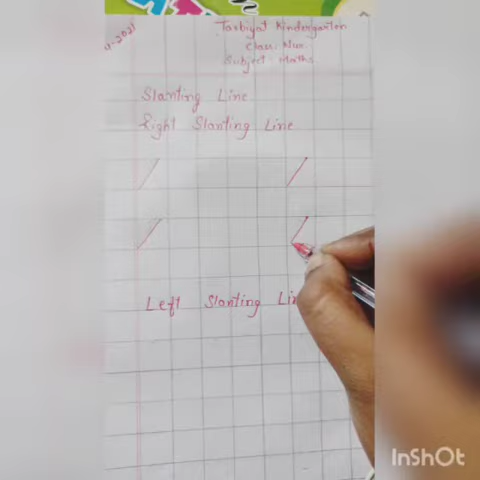 Tarbiyat Kindergarten
Class: Nur
Subject - Maths
Slanting Line
Right Slanting Line
Left Slanting
InShOt